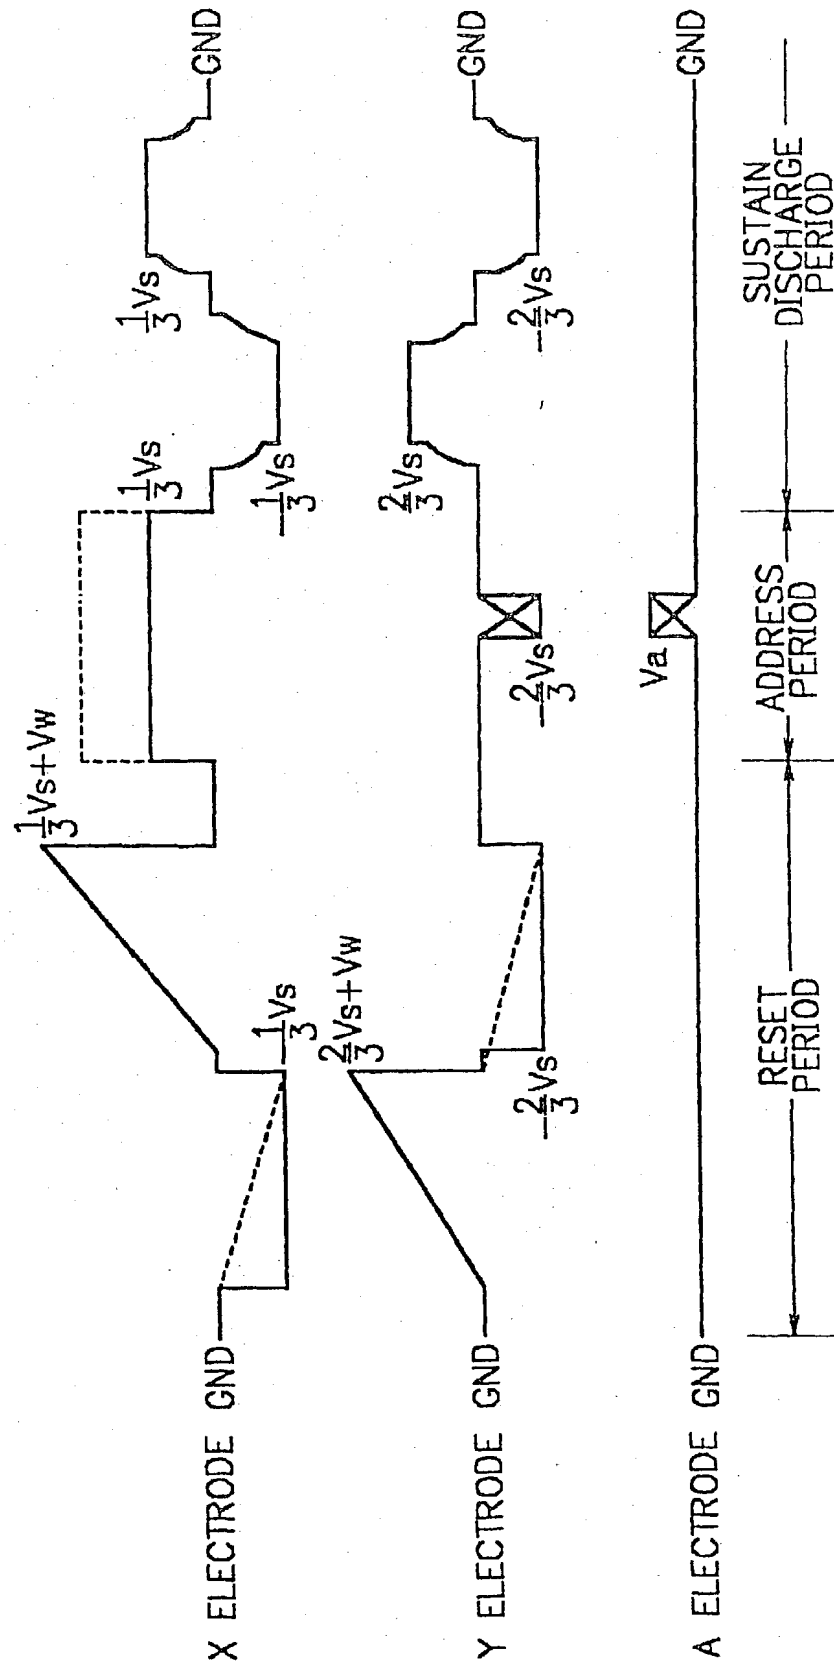 1/3Vs+Vw
1/3Vs
1/3Vs
X ELECTRODE GND
GND
1/3Vs
-1/3Vs
2/3Vs+Vw
2/3Vs
Y ELECTRODE GND
GND
-2/3Vs
-2/3Vs
-2/3Vs
Va
A ELECTRODE GND
GND
RESET
PERIOD
ADDRESS
PERIOD
SUSTAIN
DISCHARGE
PERIOD